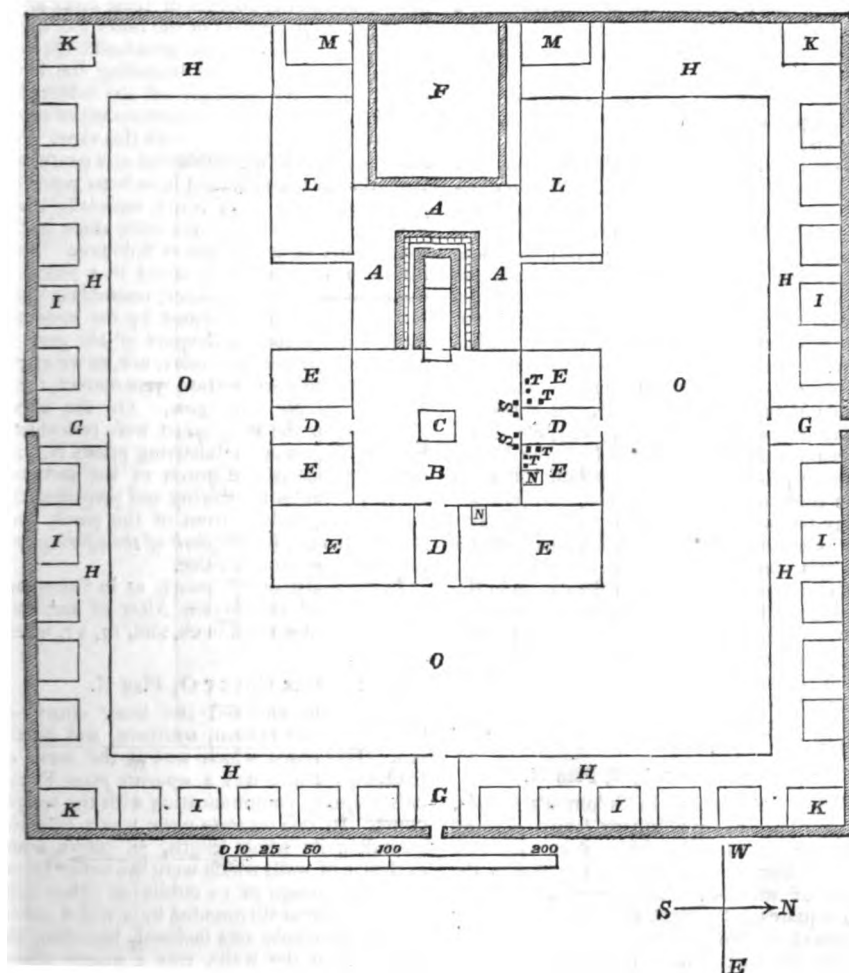 K H M M H K
F
L L
A
A A
H H
I I
E T E
T
O O
S
G D C D G
S
T
E B T E
N
N
I I
E D E
H H
O
H H
G
K I K
0 10 25 50 100 200
W
S N
E